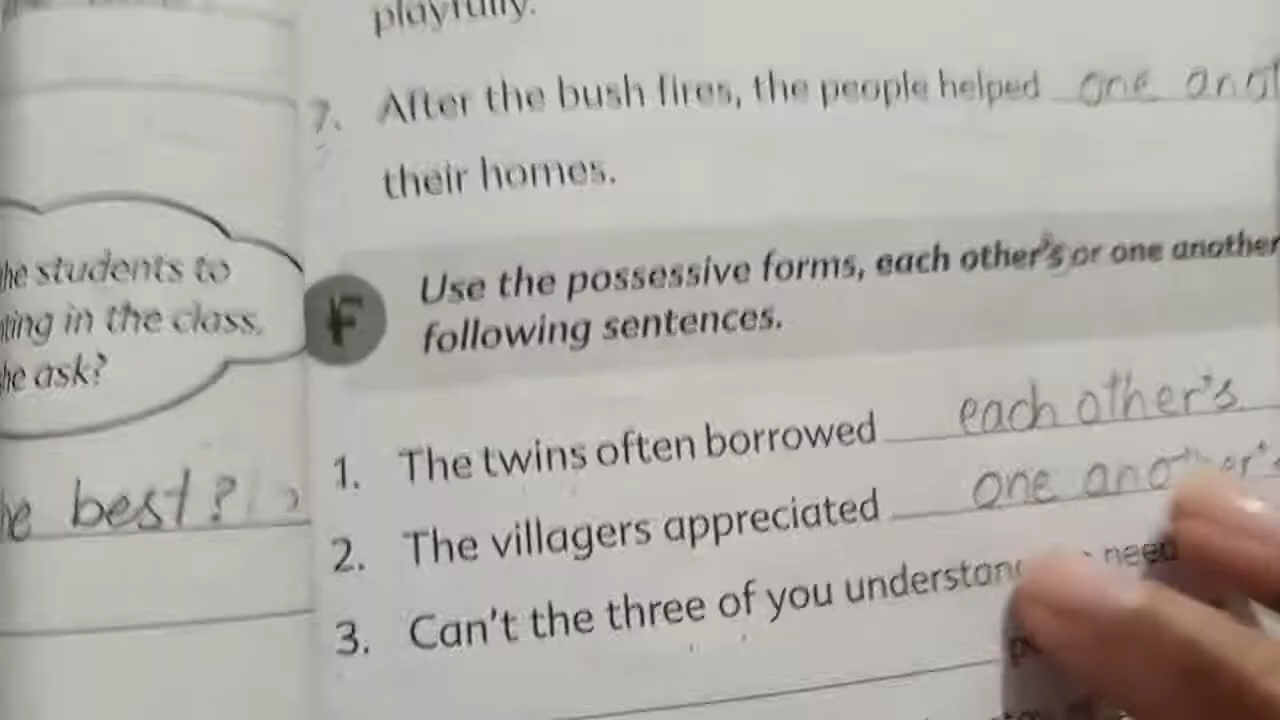 playfully.
7. After the bush fires, the people helped one
their homes.
he students to
ting in the class.
he ask?
F
Use the possessive forms, each other's or one another
following sentences.
1. The twins often borrowed each other's
2. The villagers appreciated one another's
3. Can't the three of you understand need
he best?